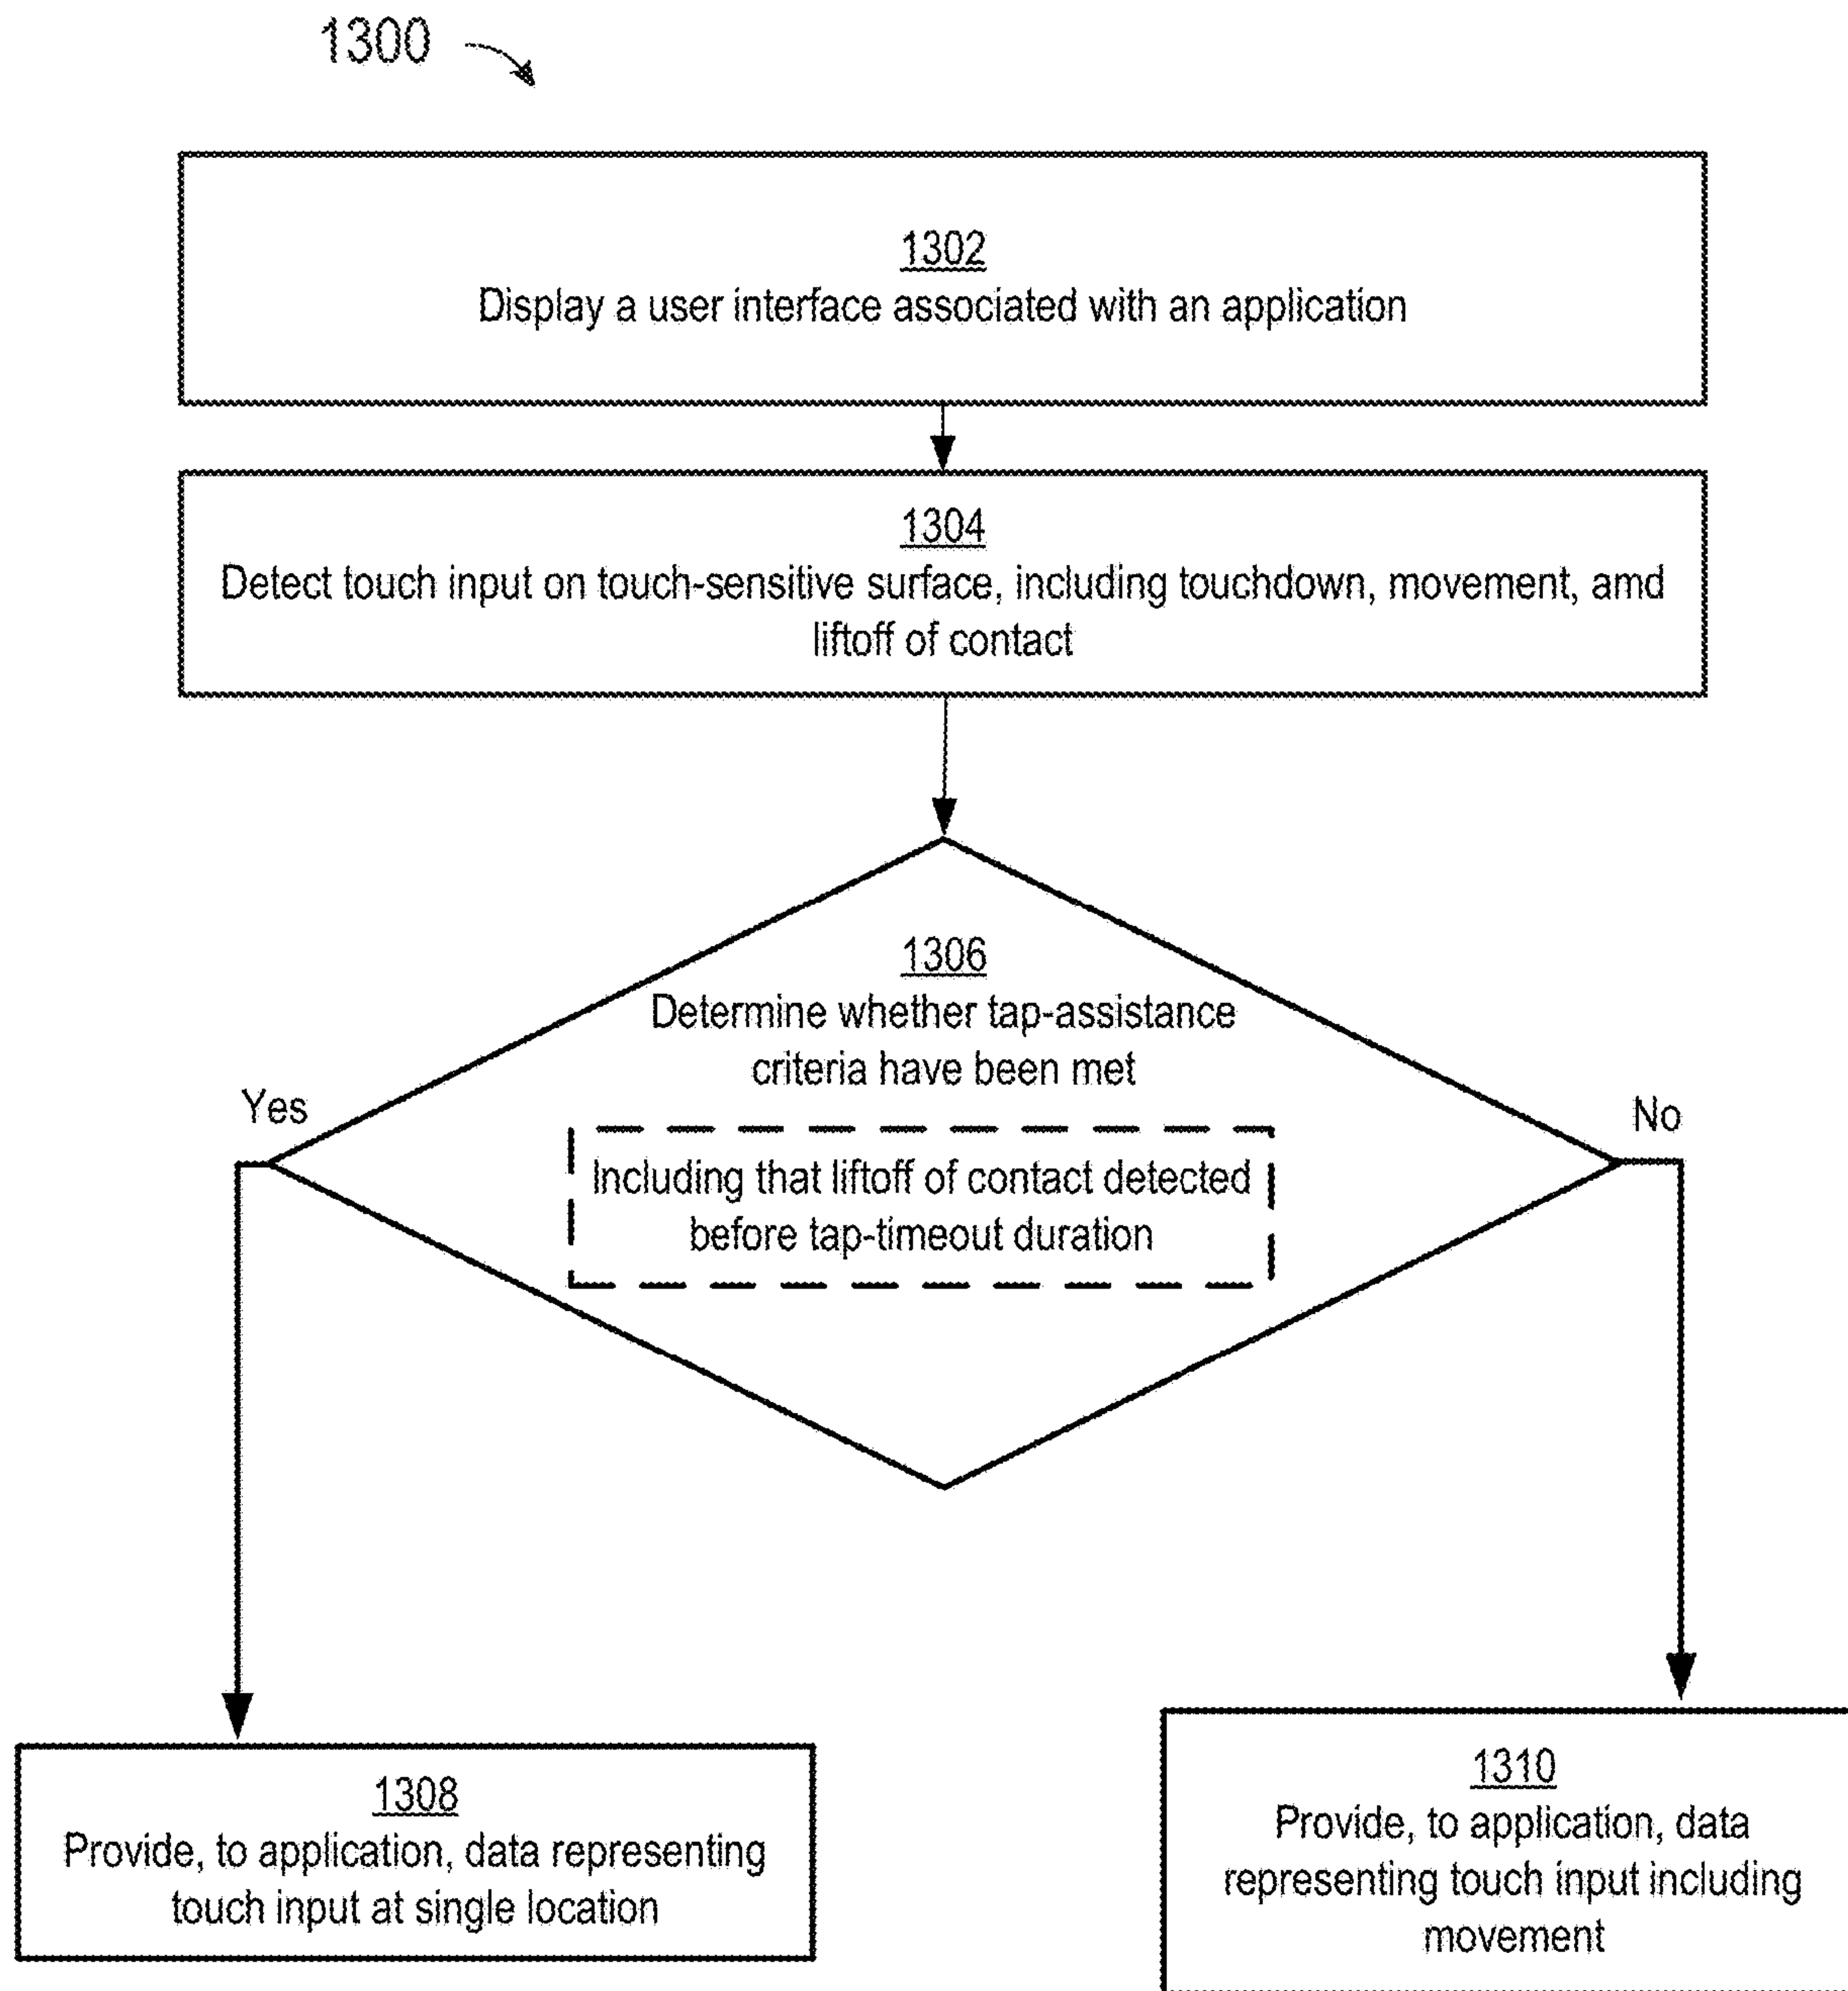 1300
1302
Display a user interface associated with an application
1304
Detect touch input on touch-sensitive surface, including touchdown, movement, amd
liftoff of contact
1306
Determine whether tap-assistance
criteria have been met
Yes
No
Including that liftoff of contact detected
before tap-timeout duration
1308
Provide, to application, data representing
touch input at single location
1310
Provide, to application, data
representing touch input including
movement